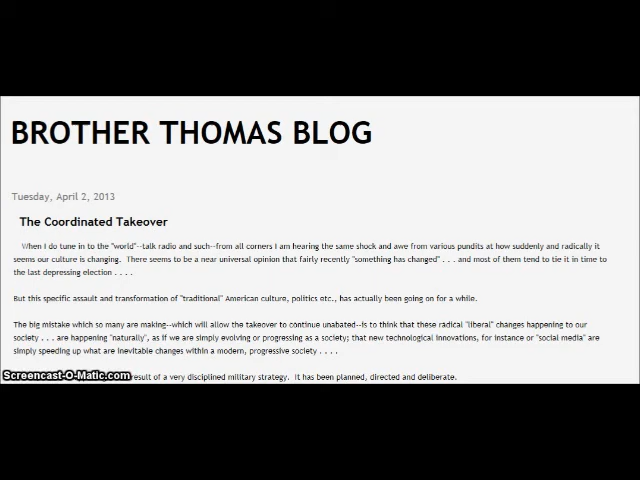 BROTHER THOMAS BLOG
Tuesday, April 2, 2013
The Coordinated Takeover
When I do tune in to the "world"--talk radio and such--from all corners I am hearing the same shock and awe from various pundits at how suddenly and radically it
seems our culture is changing. There seems to be a near universal opinion that fairly recently "something has changed" . . . and most of them tend to tie it in time to
the last depressing election . . . .
But this specific assault and transformation of "traditional" American culture, politics etc., has actually been going on for a while.
The big mistake which so many are making--which will allow the takeover to continue unabated--is to think that these radical "liberal" changes happening to our
society . . . are happening "naturally", as if we are simply evolving or progressing as a society; that new technological innovations, for instance or "social media" are
simply speeding up what are inevitable changes within a modern, progressive society . . . .
Screencast-O-Matic.com result of a very disciplined military strategy. It has been planned, directed and deliberate.